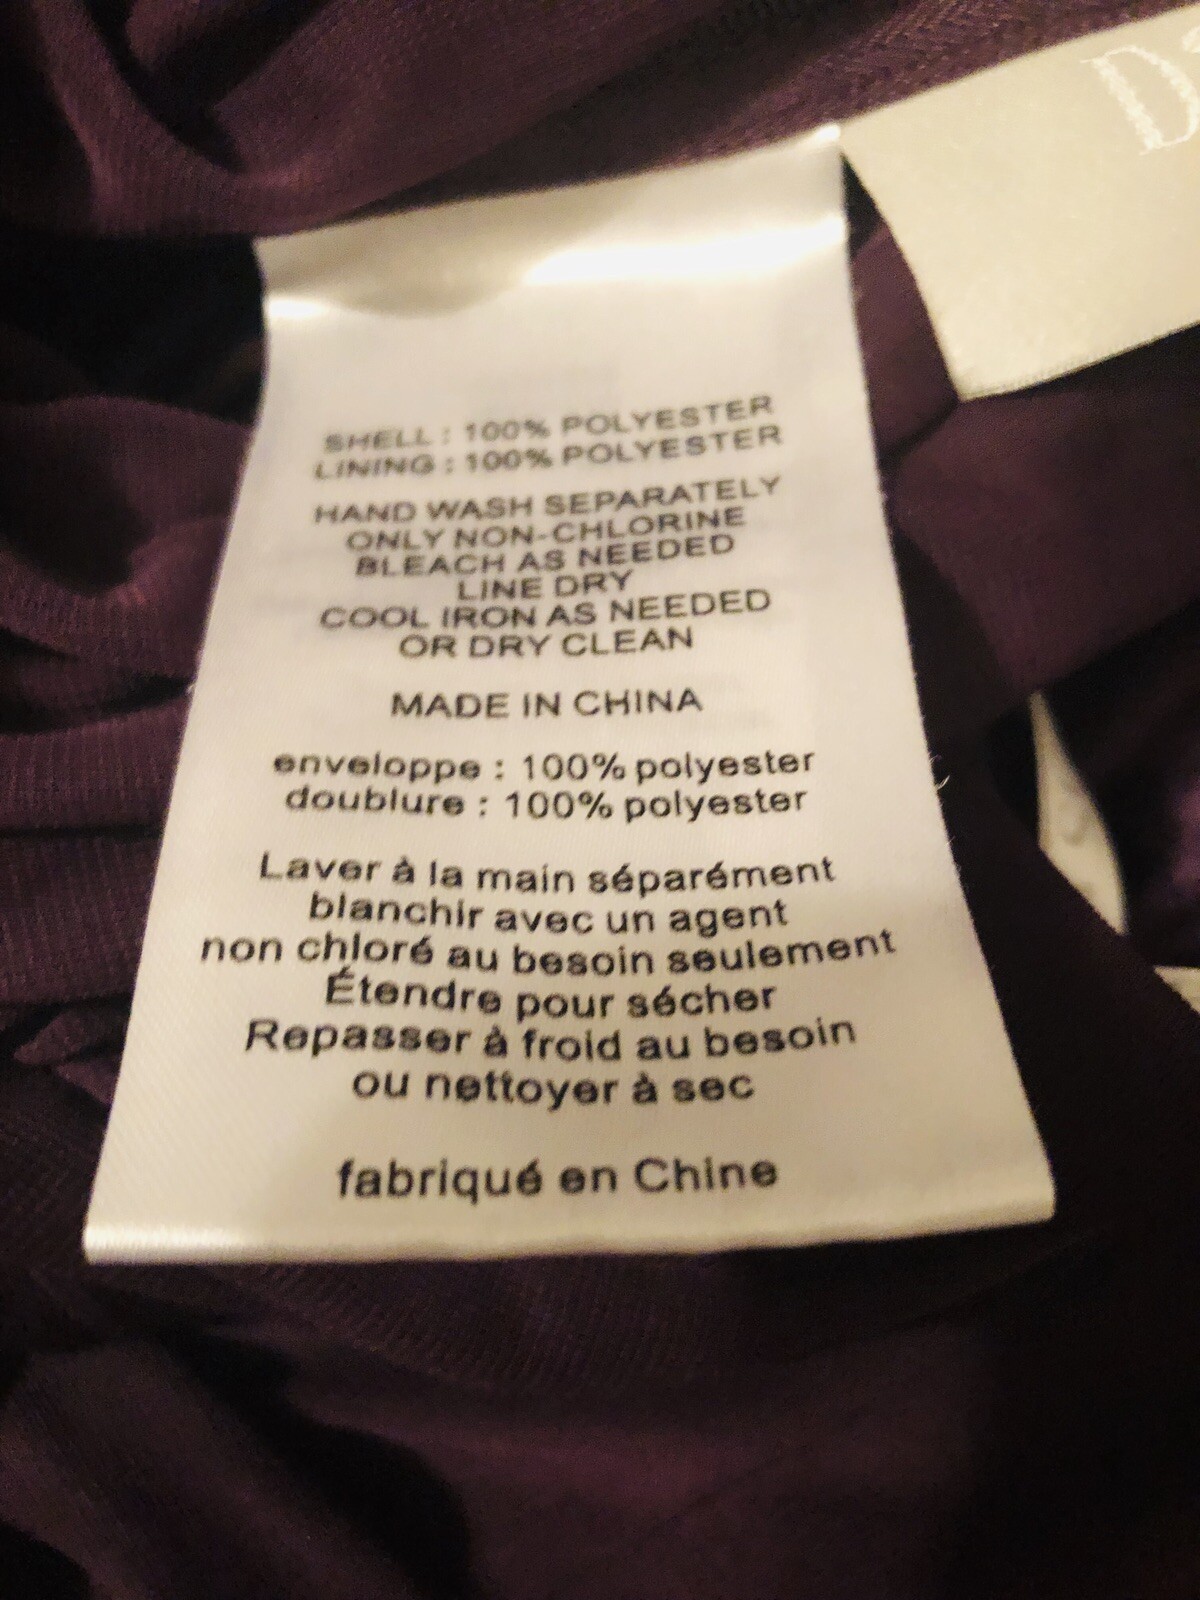 SHELL : 100% POLYESTER
LINING : 100% POLYESTER
HAND WASH SEPARATELY
ONLY NON-CHLORINE
BLEACH AS NEEDED
LINE DRY
COOL IRON AS NEEDED
OR DRY CLEAN
MADE IN CHINA
enveloppe : 100% polyester
doublure : 100% polyester
Laver à la main séparément
blanchir avec un agent
non chloré au besoin seulement
Étendre pour sécher
Repasser à froid au besoin
ou nettoyer à sec
fabriqué en Chine